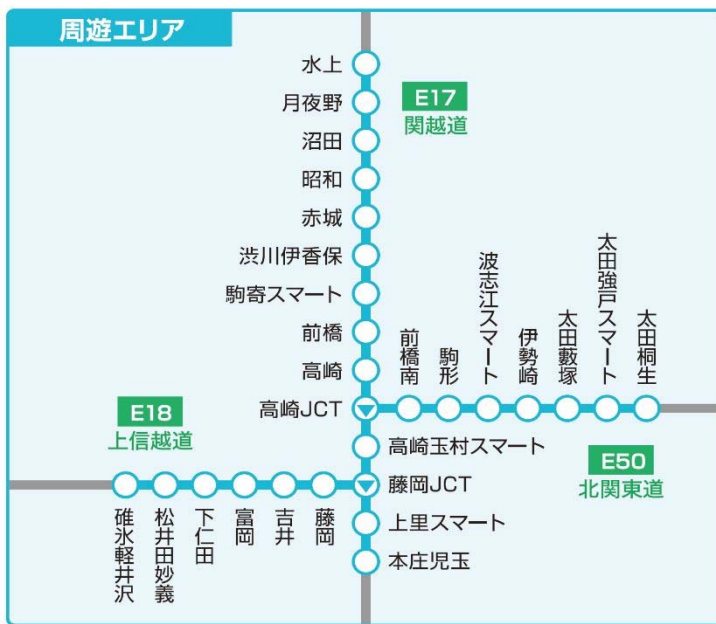 周遊エリア
水上
月夜野
沼田
昭和
赤城
渋川伊香保
駒寄スマート
前橋
高崎
高崎JCT
E17
関越道
前橋南
駒形
波志江スマート
伊勢崎
太田藪塚
太田強戸スマート
太田桐生
E18
上信越道
高崎玉村スマート
藤岡JCT
上里スマート
本庄児玉
E50
北関東道
碓氷軽井沢
松井田妙義
下仁田
富岡
吉井
藤岡